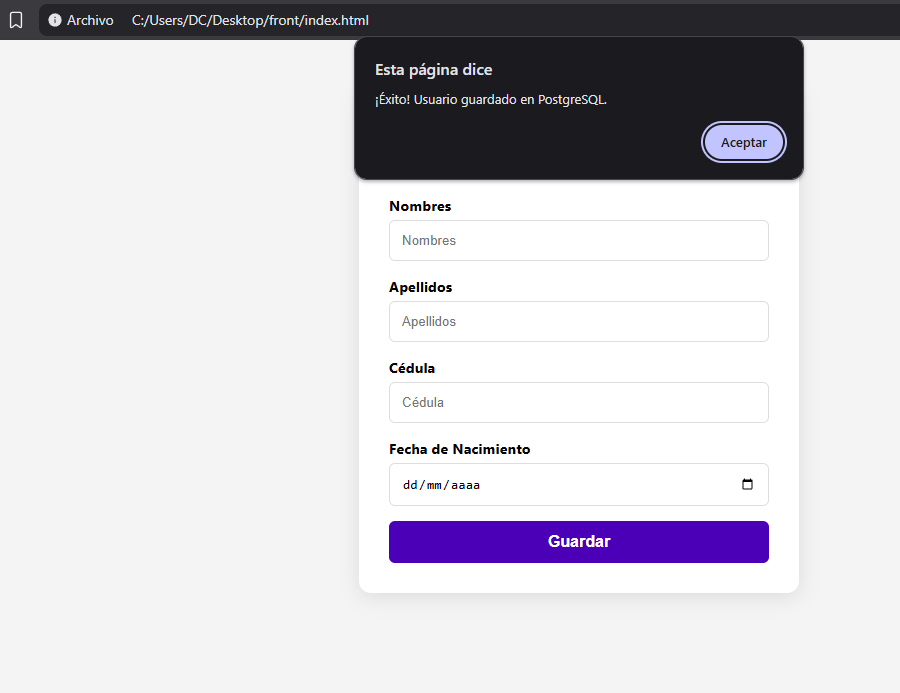 Archivo C:/Users/DC/Desktop/front/index.html
Esta página dice
¡Éxito! Usuario guardado en PostgreSQL.
Aceptar
Nombres
Nombres
Apellidos
Apellidos
Cédula
Cédula
Fecha de Nacimiento
dd/mm/aaaa
Guardar